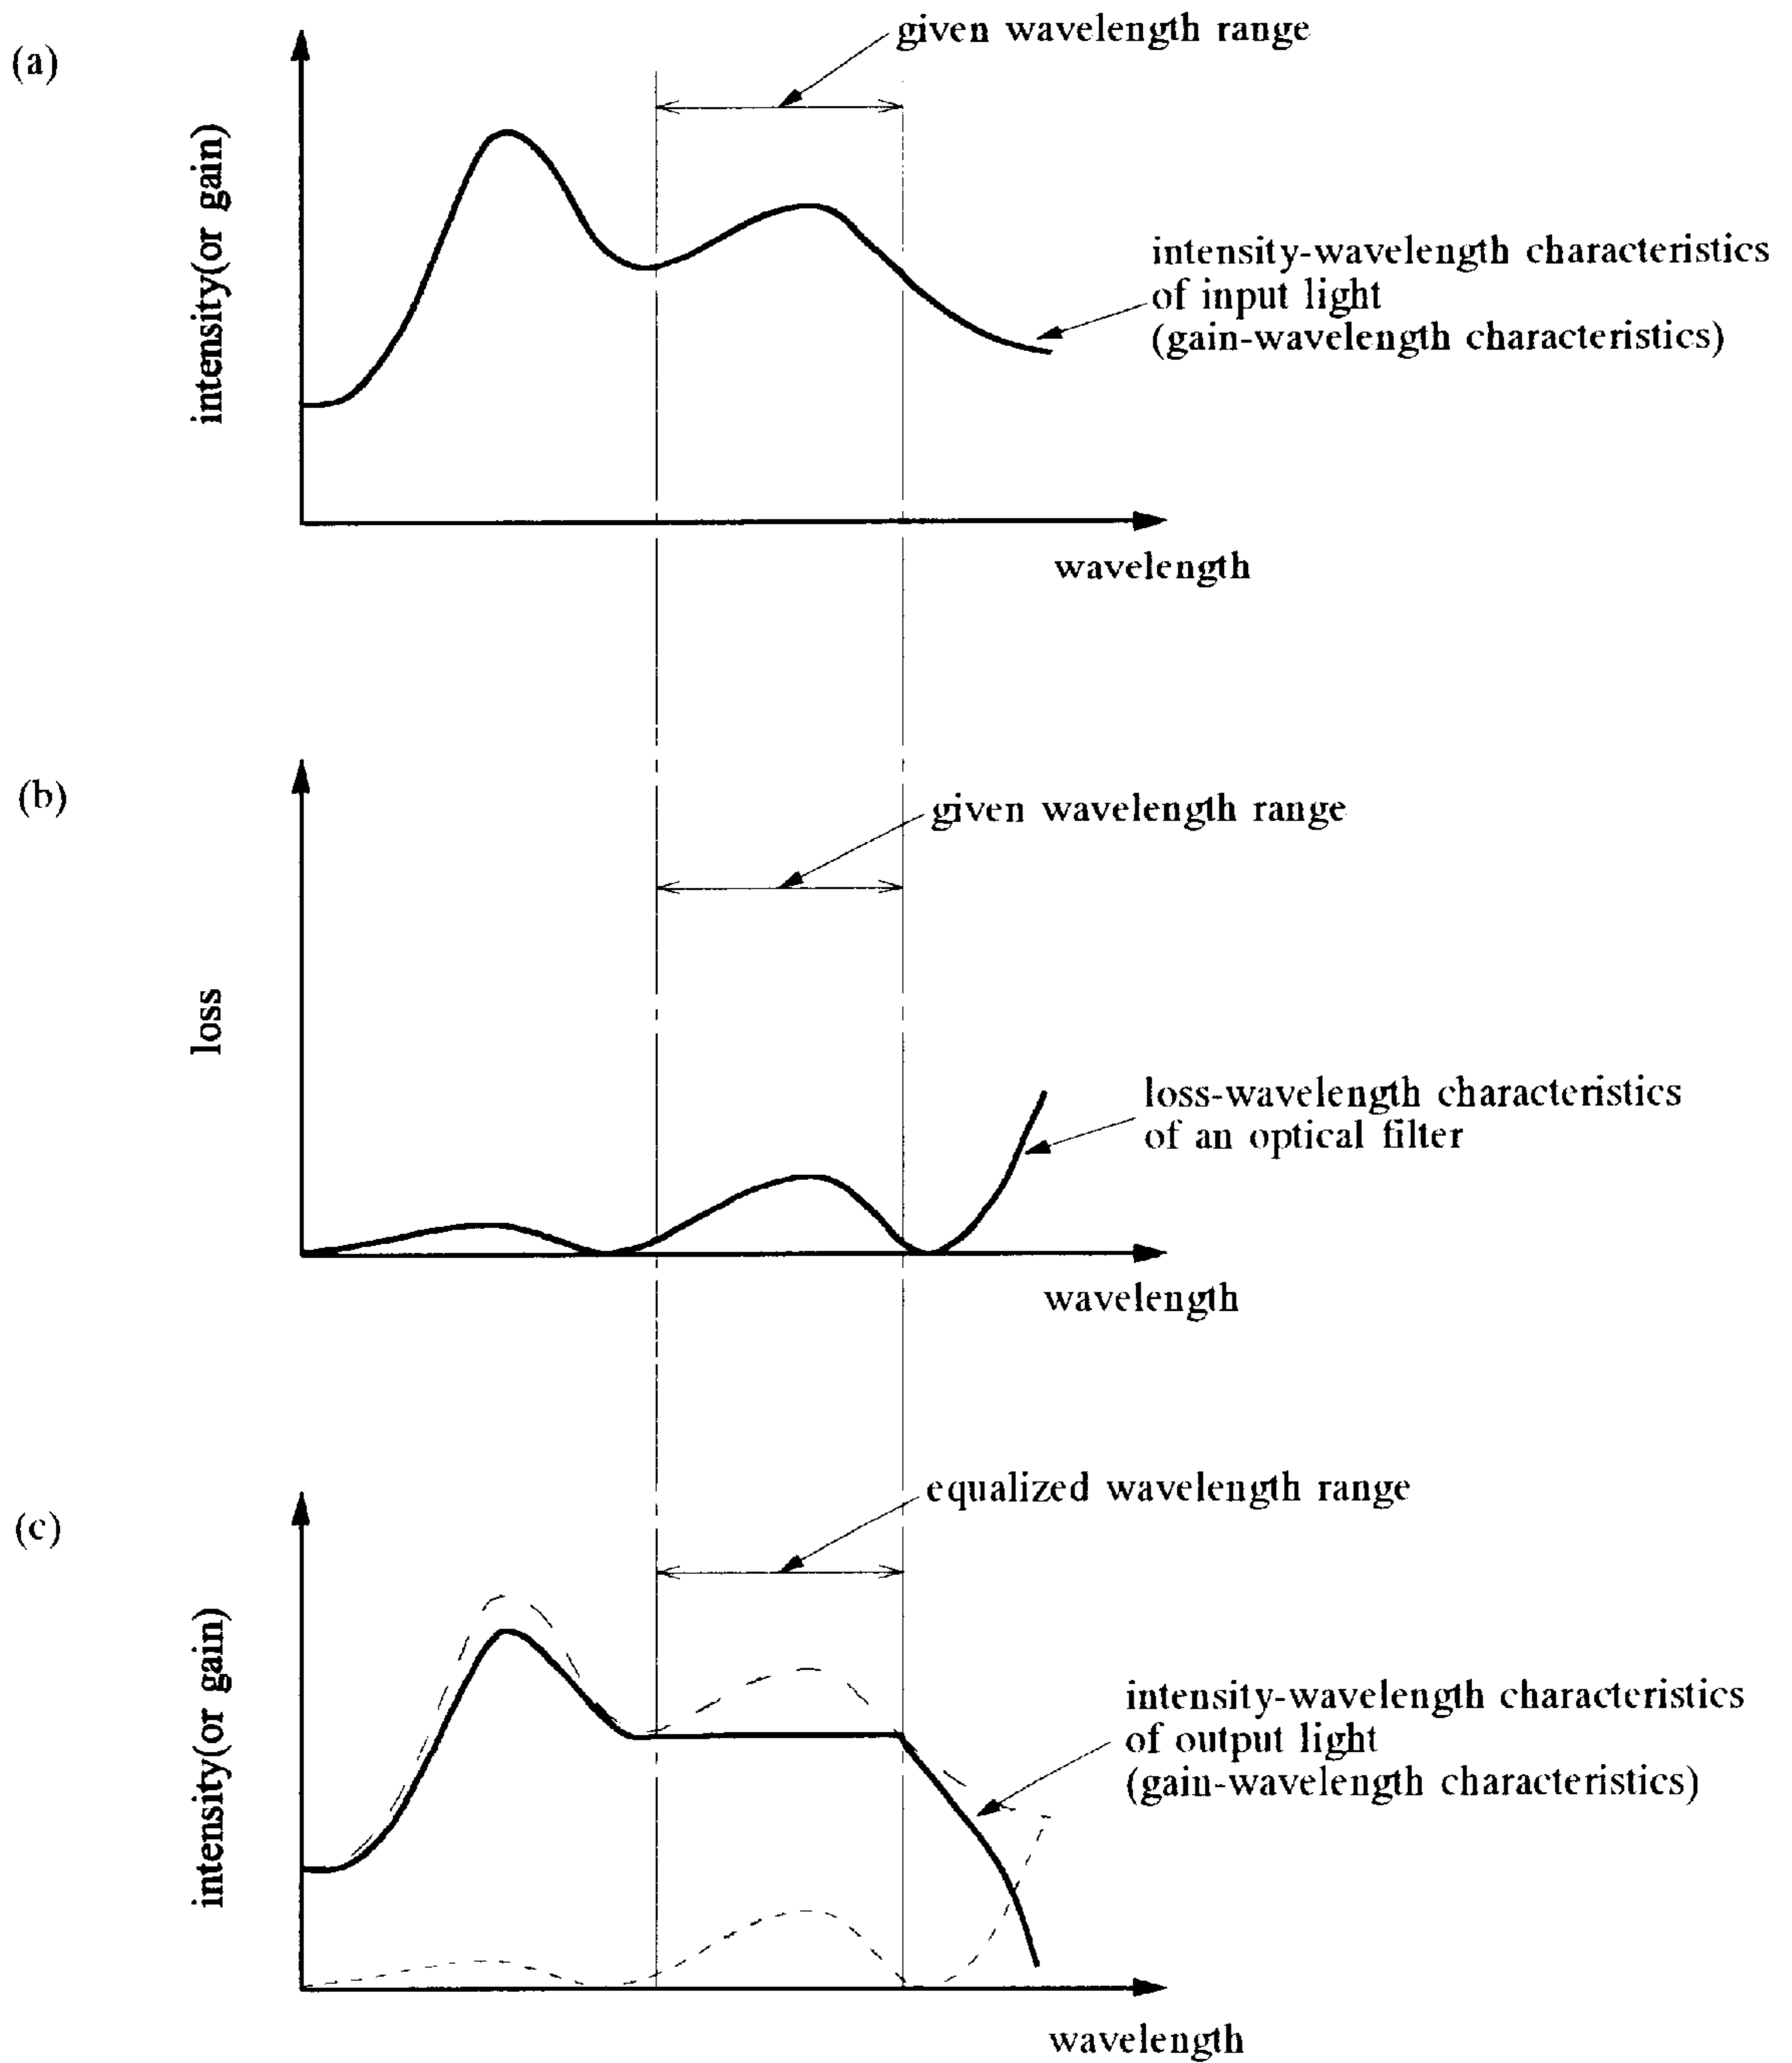 (a)
given wavelength range
intensity(or gain)
intensity-wavelength characteristics
of input light
(gain-wavelength characteristics)
wavelength
(b)
given wavelength range
loss
loss-wavelength characteristics
of an optical filter
wavelength
(c)
equalized wavelength range
intensity(or gain)
intensity-wavelength characteristics
of output light
(gain-wavelength characteristics)
wavelength